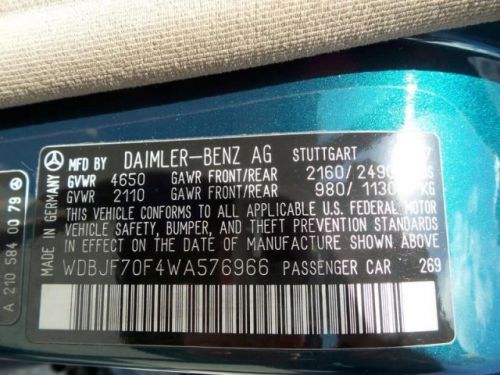 MFD BY DAIMLER-BENZ AG STUTTGART 7
GVWR 4650 GAWR FRONT/REAR 2160/2490
GVWR 2110 GAWR FRONT/REAR 980/1130 KG
THIS VEHICLE CONFORMS TO ALL APPLICABLE U.S. FEDERAL MOTOR
VEHICLE SAFETY, BUMPER, AND THEFT PREVENTION STANDARDS
IN EFFECT ON THE DATE OF MANUFACTURE SHOWN ABOVE.
WDBJF70F4WA576966 PASSENGER CAR 269
MADE IN GERMANY
A 210 584 00 79